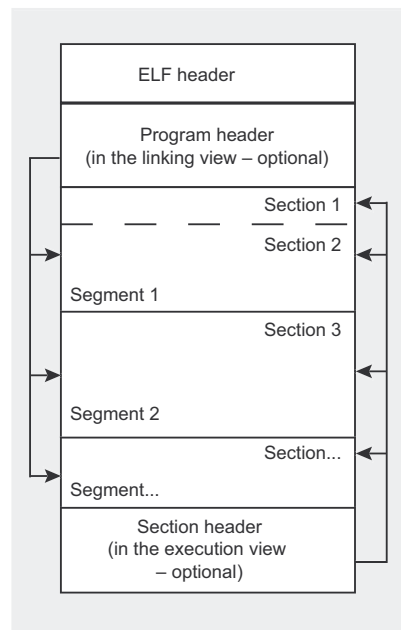 ELF header
Program header
(in the linking view – optional)
Section 1
Section 2
Segment 1
Section 3
Segment 2
Section...
Segment...
Section header
(in the execution view
– optional)